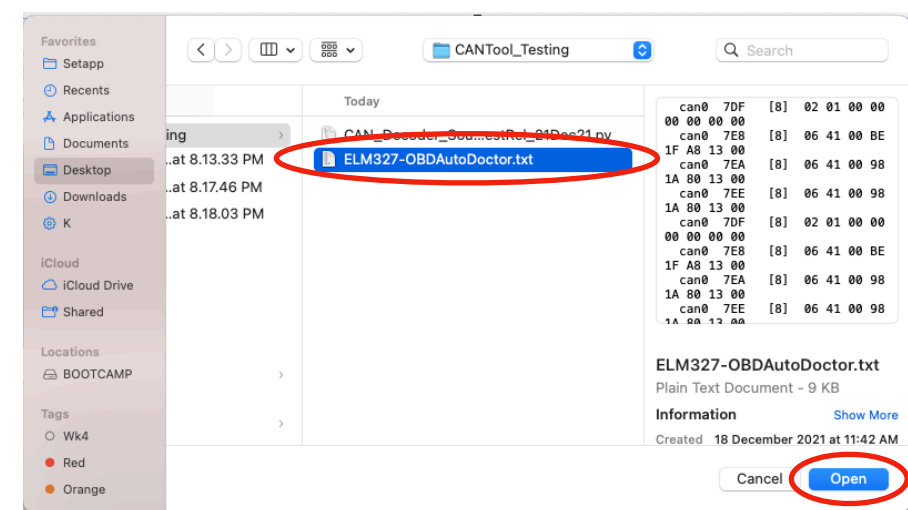 Favorites
Setapp
Recents
Applications
Documents
Desktop
Downloads
K
iCloud
iCloud Drive
Shared
Locations
BOOTCAMP
Tags
Wk4
Red
Orange
CANTool_Testing
Search
ing
..at 8.13.33 PM
..at 8.17.46 PM
..at 8.18.03 PM
Today
CAN_Decoder_Sou...estRel_21Dec21.py
ELM327-OBDAutoDoctor.txt
can0 7DF [8] 02 01 00 00
00 00 00 00
can0 7E8 [8] 06 41 00 BE
1F A8 13 00
can0 7EA [8] 06 41 00 98
1A 80 13 00
can0 7EE [8] 06 41 00 98
1A 80 13 00
can0 7DF [8] 02 01 00 00
00 00 00 00
can0 7E8 [8] 06 41 00 BE
1F A8 13 00
can0 7EA [8] 06 41 00 98
1A 80 13 00
can0 7EE [8] 06 41 00 98
1A 80 13 00
ELM327-OBDAutoDoctor.txt
Plain Text Document - 9 KB
Information Show More
Created 18 December 2021 at 11:42 AM
Cancel Open